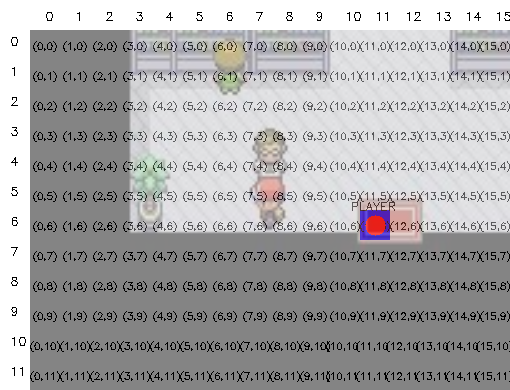 0 1 2 3 4 5 6 7 8 9 10 11 12 13 14 15
0 (0,0) (1,0) (2,0) (3,0) (4,0) (5,0) (6,0) (7,0) (8,0) (9,0) (10,0) (11,0) (12,0) (13,0) (14,0) (15,0)
1 (0,1) (1,1) (2,1) (3,1) (4,1) (5,1) (6,1) (7,1) (8,1) (9,1) (10,1) (11,1) (12,1) (13,1) (14,1) (15,1)
2 (0,2) (1,2) (2,2) (3,2) (4,2) (5,2) (6,2) (7,2) (8,2) (9,2) (10,2) (11,2) (12,2) (13,2) (14,2) (15,2)
3 (0,3) (1,3) (2,3) (3,3) (4,3) (5,3) (6,3) (7,3) (8,3) (9,3) (10,3) (11,3) (12,3) (13,3) (14,3) (15,3)
4 (0,4) (1,4) (2,4) (3,4) (4,4) (5,4) (6,4) (7,4) (8,4) (9,4) (10,4) (11,4) (12,4) (13,4) (14,4) (15,4)
5 (0,5) (1,5) (2,5) (3,5) (4,5) (5,5) (6,5) (7,5) (8,5) (9,5) (10,5) (11,5) (12,5) (13,5) (14,5) (15,5)
PLAYER
6 (0,6) (1,6) (2,6) (3,6) (4,6) (5,6) (6,6) (7,6) (8,6) (9,6) (10,6 (12,6) (13,6) (14,6) (15,6)
7 (0,7) (1,7) (2,7) (3,7) (4,7) (5,7) (6,7) (7,7) (8,7) (9,7) (10,7) (11,7) (12,7) (13,7) (14,7) (15,7)
8 (0,8) (1,8) (2,8) (3,8) (4,8) (5,8) (6,8) (7,8) (8,8) (9,8) (10,8) (11,8) (12,8) (13,8) (14,8) (15,8)
9 (0,9) (1,9) (2,9) (3,9) (4,9) (5,9) (6,9) (7,9) (8,9) (9,9) (10,9) (11,9) (12,9) (13,9) (14,9) (15,9)
10 (0,10) (1,10) (2,10) (3,10) (4,10) (5,10) (6,10) (7,10) (8,10) (9,10) (10,10) (11,10) (12,10) (13,10) (14,10) (15,10)
11 (0,11) (1,11) (2,11) (3,11) (4,11) (5,11) (6,11) (7,11) (8,11) (9,11) (10,11) (11,11) (12,11) (13,11) (14,11) (15,11)